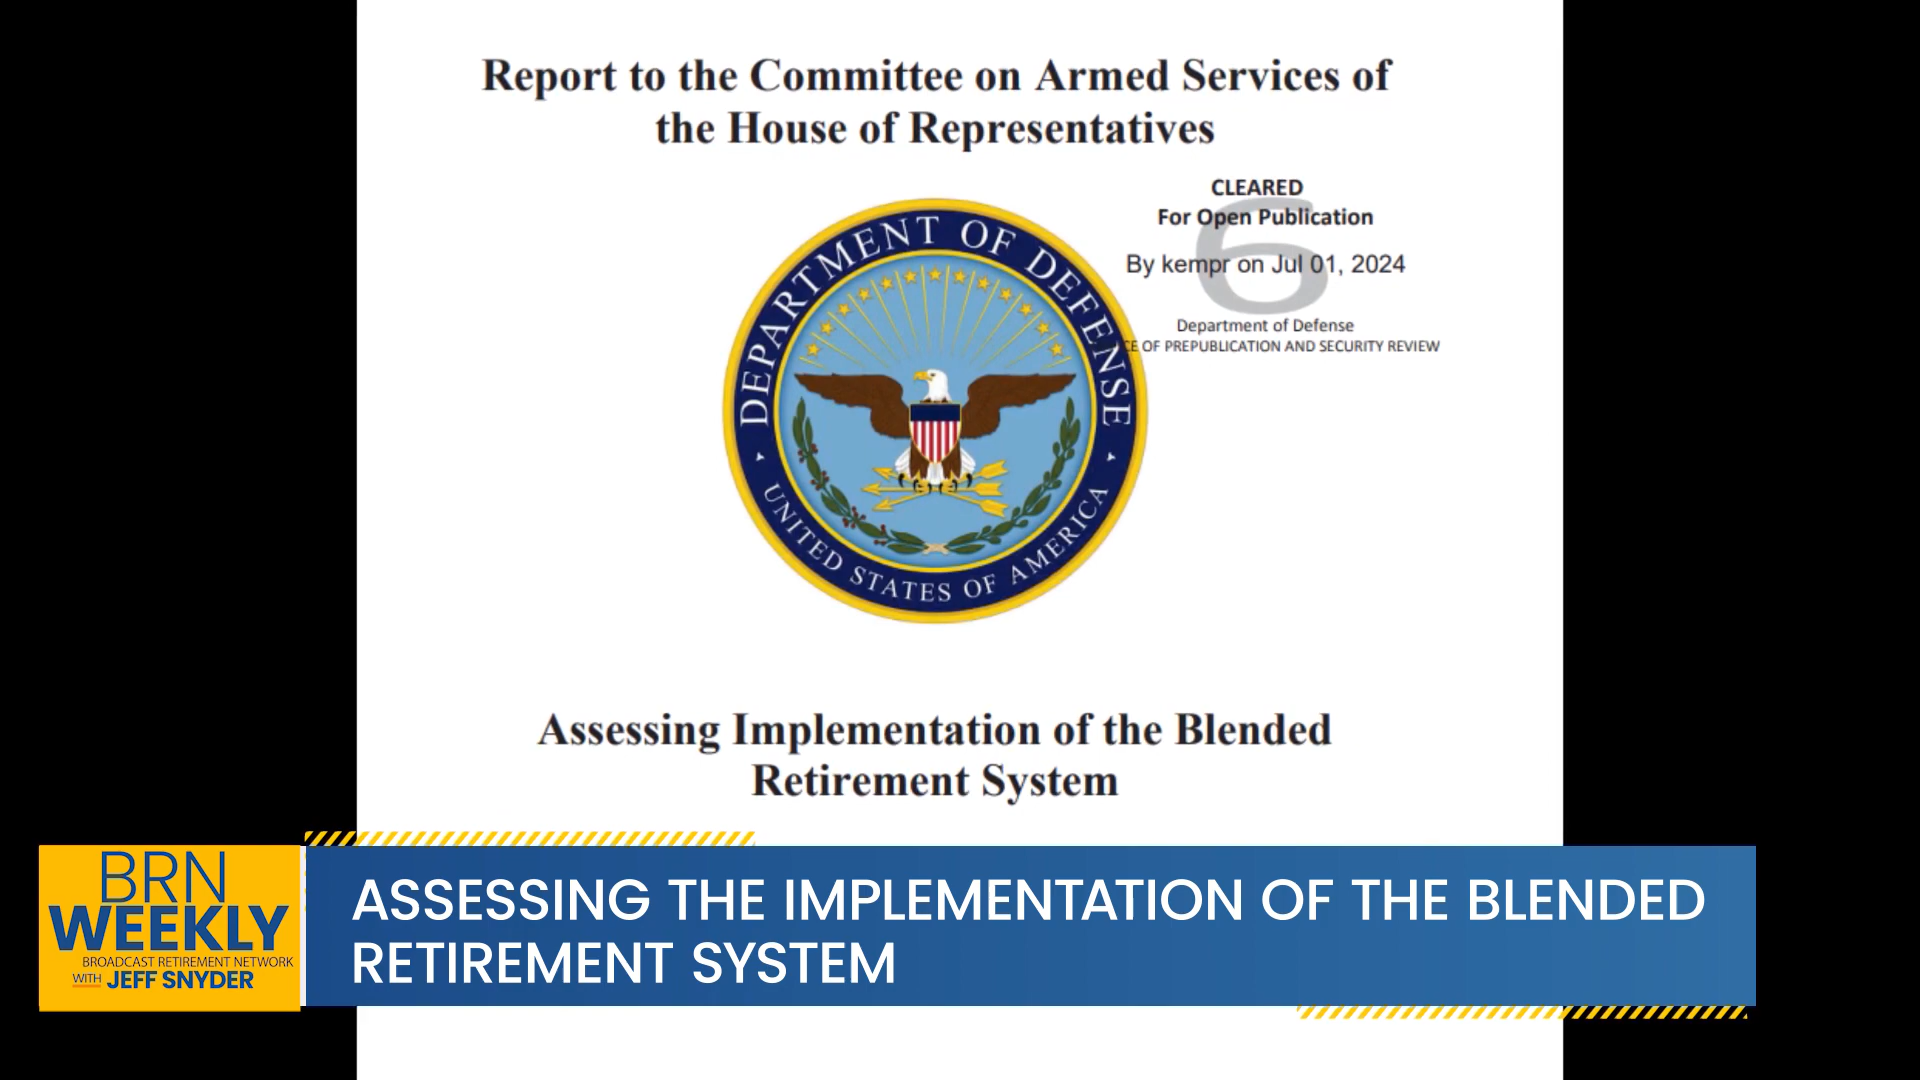 Report to the Committee on Armed Services of
the House of Representatives
CLEARED
For Open Publication
6
By kempr on Jul 01, 2024
Department of Defense
CE OF PREPUBLICATION AND SECURITY REVIEW
DEPARTMENT OF DEFENSE
UNITED STATES OF AMERICA
Assessing Implementation of the Blended
Retirement System
BRN
WEEKLY
BROADCAST RETIREMENT NETWORK
WITH JEFF SNYDER
ASSESSING THE IMPLEMENTATION OF THE BLENDED
RETIREMENT SYSTEM